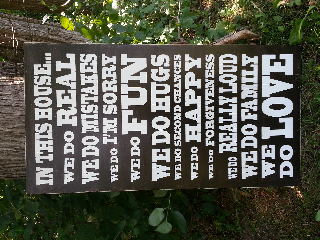 IN THIS HOUSE...
WE DO REAL
WE DO MISTAKES
WE DO I'M SORRY
WE DO FUN
WE DO HUGS
WE DO SECOND CHANCES
WE DO HAPPY
WE DO FORGIVENESS
WE DO REALLY LOUD
WE DO FAMILY
WE
DO LOVE